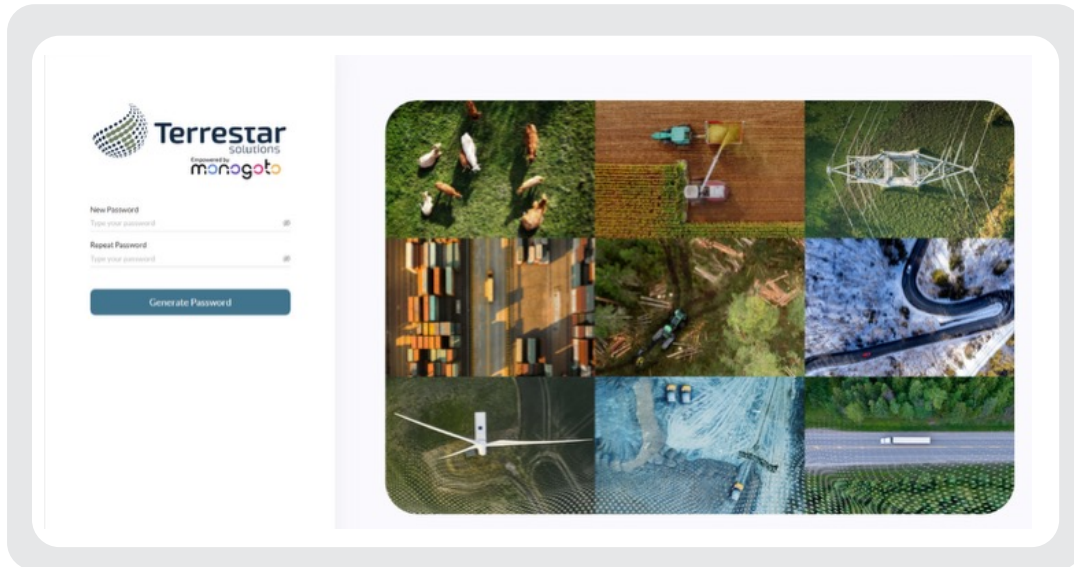 Terrestar
solutions
Empowered by
monogoto
New Password
Type your password
Repeat Password
Type your password
Generate Password